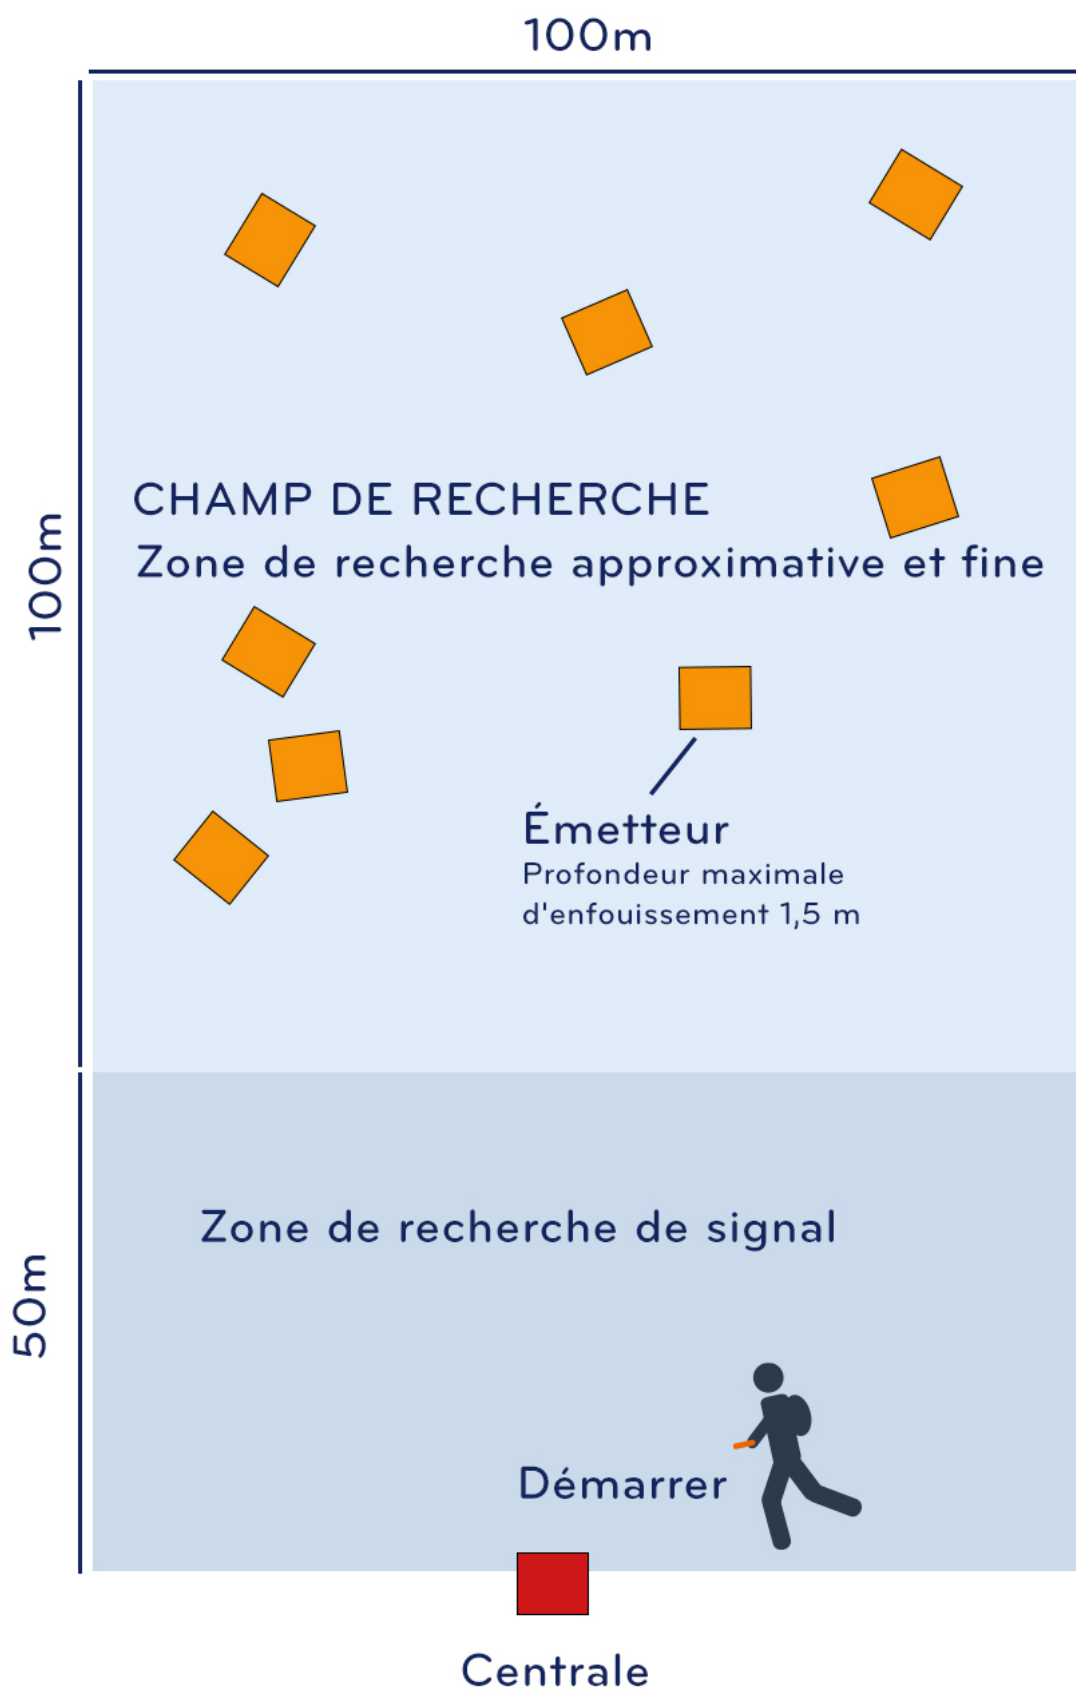 100m
CHAMP DE RECHERCHE
Zone de recherche approximative et fine
100m
Émetteur
Profondeur maximale
d'enfouissement 1,5 m
Zone de recherche de signal
50m
Démarrer
Centrale